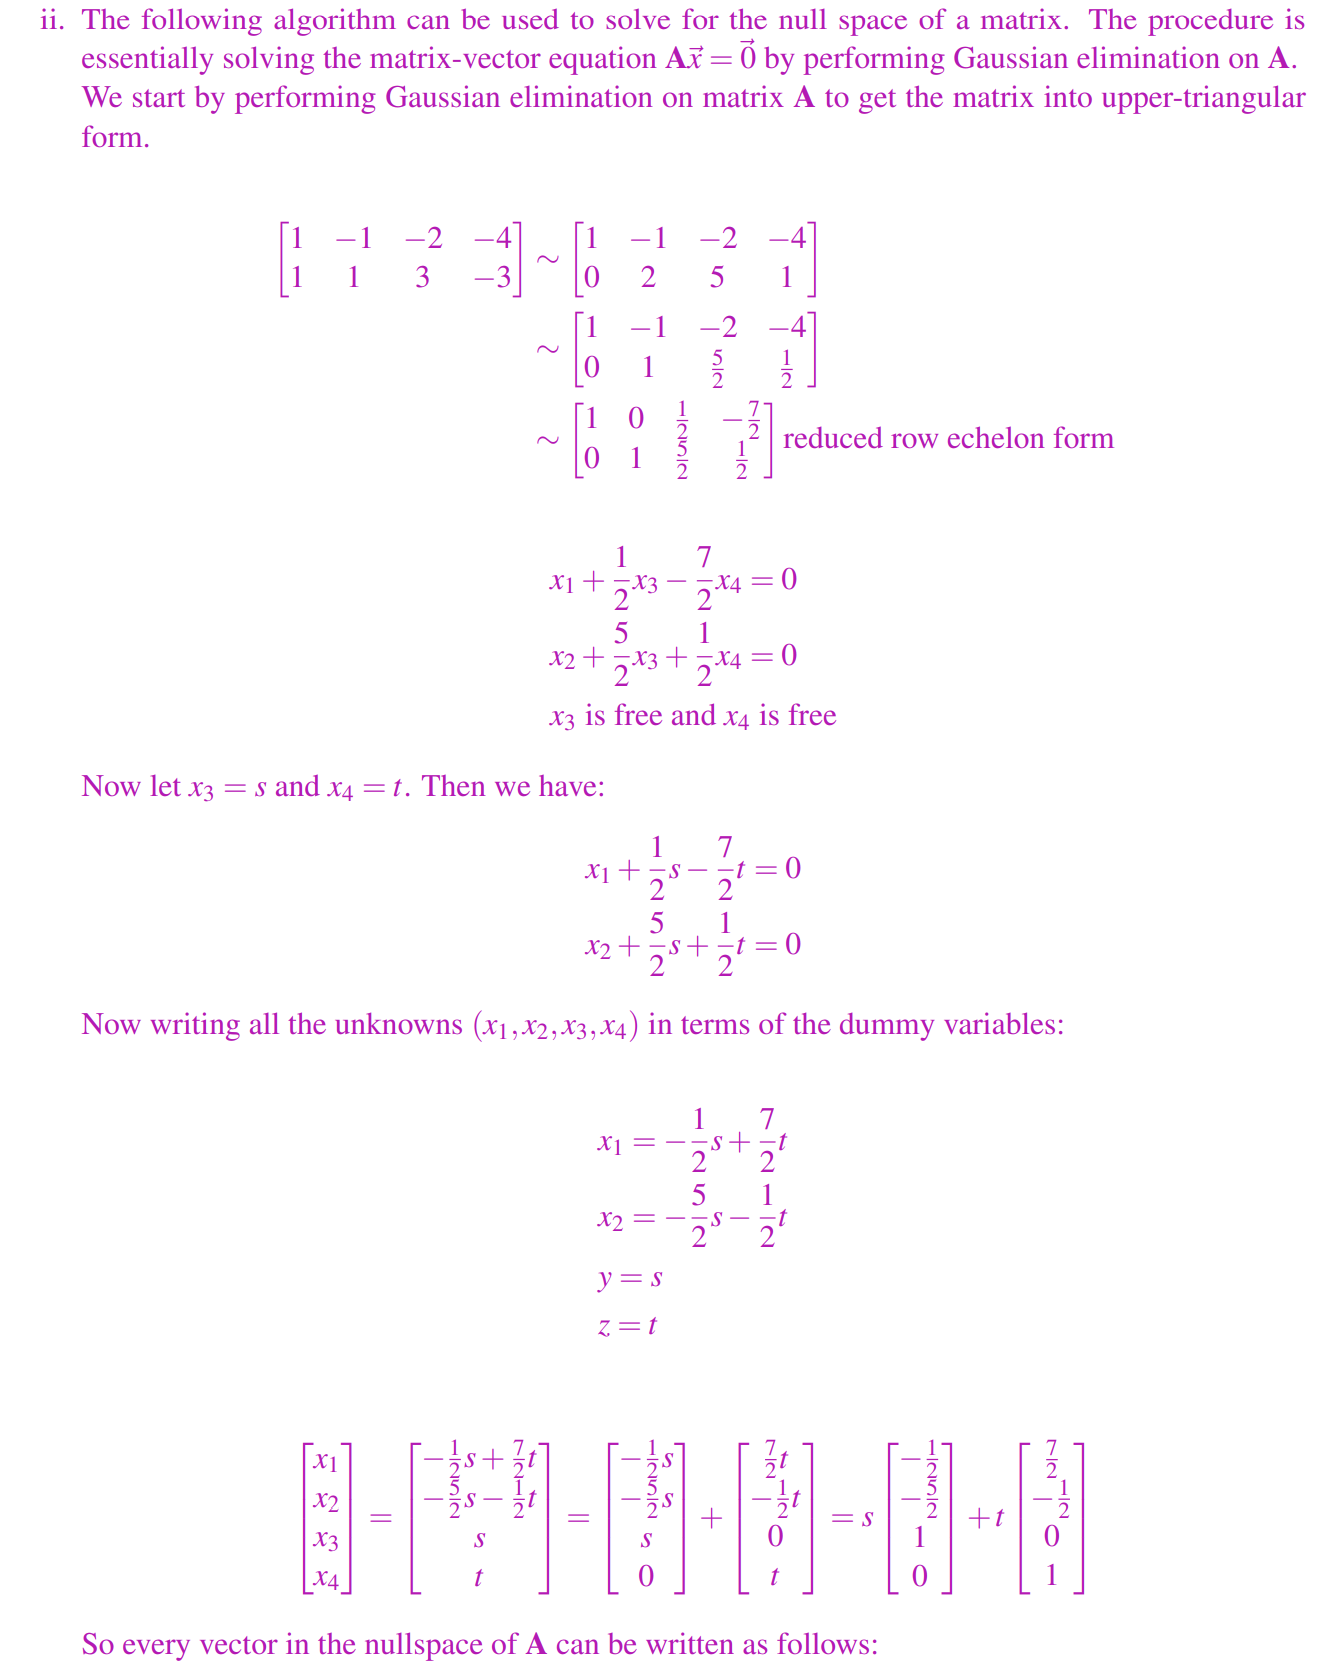 ii. The following algorithm can be used to solve for the null space of a matrix. The procedure is
essentially solving the matrix-vector equation $\mathbf{A}\vec{x} = \vec{0}$ by performing Gaussian elimination on $\mathbf{A}$.
We start by performing Gaussian elimination on matrix $\mathbf{A}$ to get the matrix into upper-triangular
form.
$\begin{bmatrix} 1 & -1 & -2 & -4 \\ 1 & 1 & 3 & -3 \end{bmatrix} \sim \begin{bmatrix} 1 & -1 & -2 & -4 \\ 0 & 2 & 5 & 1 \end{bmatrix}$
$\sim \begin{bmatrix} 1 & -1 & -2 & -4 \\ 0 & 1 & \frac{5}{2} & \frac{1}{2} \end{bmatrix}$
$\sim \begin{bmatrix} 1 & 0 & \frac{1}{2} & -\frac{7}{2} \\ 0 & 1 & \frac{5}{2} & \frac{1}{2} \end{bmatrix}$ reduced row echelon form
$x_1 + \frac{1}{2}x_3 - \frac{7}{2}x_4 = 0$
$x_2 + \frac{5}{2}x_3 + \frac{1}{2}x_4 = 0$
$x_3$ is free and $x_4$ is free
Now let $x_3 = s$ and $x_4 = t$. Then we have:
$x_1 + \frac{1}{2}s - \frac{7}{2}t = 0$
$x_2 + \frac{5}{2}s + \frac{1}{2}t = 0$
Now writing all the unknowns $(x_1, x_2, x_3, x_4)$ in terms of the dummy variables:
$x_1 = -\frac{1}{2}s + \frac{7}{2}t$
$x_2 = -\frac{5}{2}s - \frac{1}{2}t$
$y = s$
$z = t$
$\begin{bmatrix} x_1 \\ x_2 \\ x_3 \\ x_4 \end{bmatrix} = \begin{bmatrix} -\frac{1}{2}s + \frac{7}{2}t \\ -\frac{5}{2}s - \frac{1}{2}t \\ s \\ t \end{bmatrix} = \begin{bmatrix} -\frac{1}{2}s \\ -\frac{5}{2}s \\ s \\ 0 \end{bmatrix} + \begin{bmatrix} \frac{7}{2}t \\ -\frac{1}{2}t \\ 0 \\ t \end{bmatrix} = s \begin{bmatrix} -\frac{1}{2} \\ -\frac{5}{2} \\ 1 \\ 0 \end{bmatrix} + t \begin{bmatrix} \frac{7}{2} \\ -\frac{1}{2} \\ 0 \\ 1 \end{bmatrix}$
So every vector in the nullspace of $\mathbf{A}$ can be written as follows: